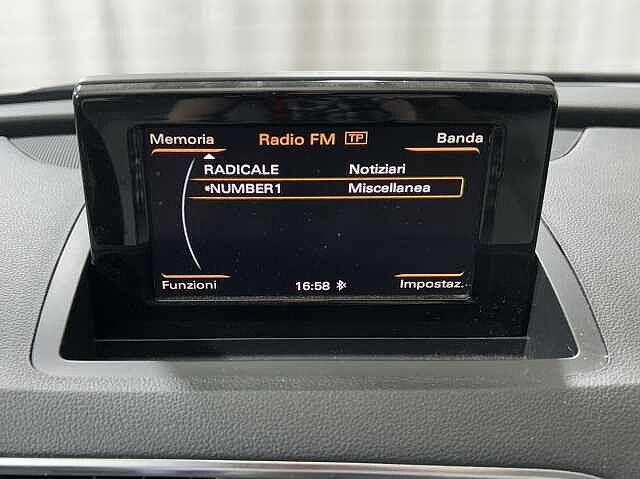 Memoria Radio FM TP Banda
RADICALE Notiziari
•NUMBER1 Miscellanea
Funzioni 16:58 Impostaz.